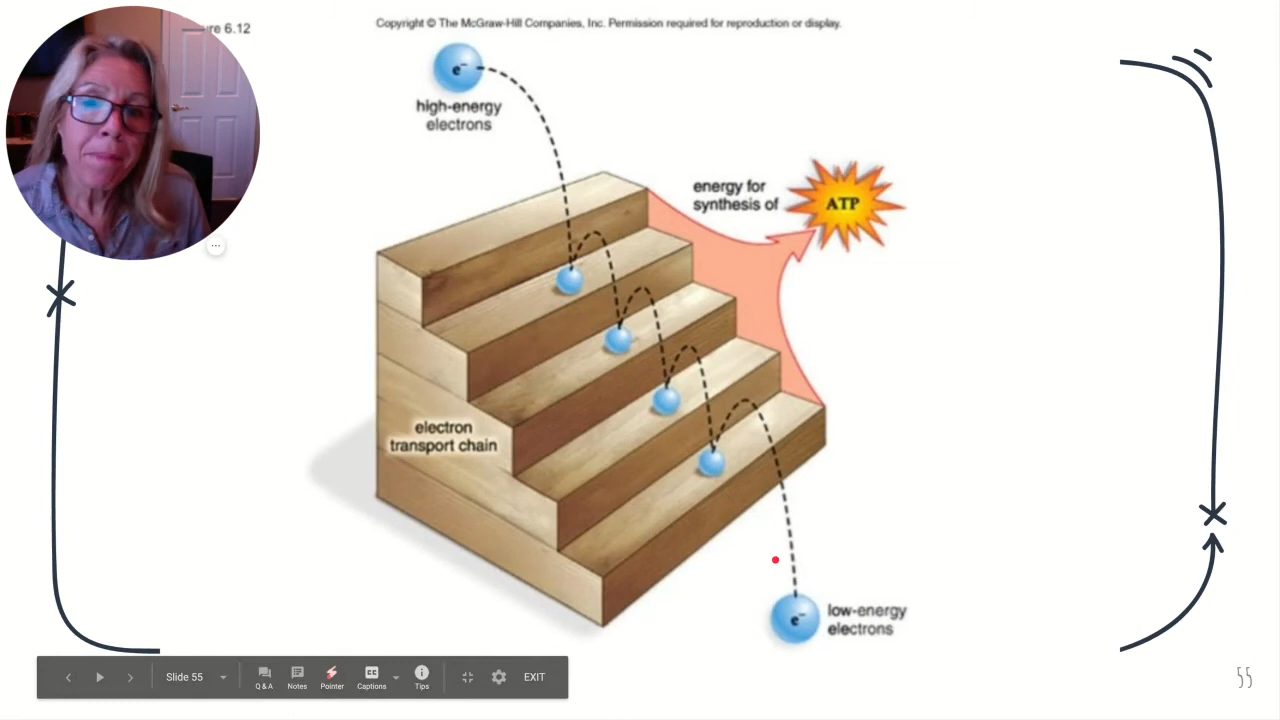 re 6.12
Copyright © The McGraw-Hill Companies, Inc. Permission required for reproduction or display.
e⁻
high-energy
electrons
energy for
synthesis of
ATP
electron
transport chain
e⁻
low-energy
electrons
Slide 55
Q & A
Notes
Pointer
CC
Captions
Tips
EXIT
55